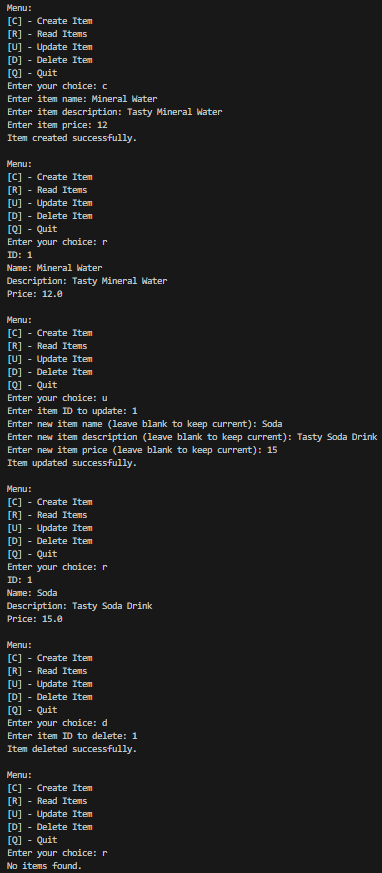 Menu:
[C] - Create Item
[R] - Read Items
[U] - Update Item
[D] - Delete Item
[Q] - Quit
Enter your choice: c
Enter item name: Mineral Water
Enter item description: Tasty Mineral Water
Enter item price: 12
Item created successfully.

Menu:
[C] - Create Item
[R] - Read Items
[U] - Update Item
[D] - Delete Item
[Q] - Quit
Enter your choice: r
ID: 1
Name: Mineral Water
Description: Tasty Mineral Water
Price: 12.0

Menu:
[C] - Create Item
[R] - Read Items
[U] - Update Item
[D] - Delete Item
[Q] - Quit
Enter your choice: u
Enter item ID to update: 1
Enter new item name (leave blank to keep current): Soda
Enter new item description (leave blank to keep current): Tasty Soda Drink
Enter new item price (leave blank to keep current): 15
Item updated successfully.

Menu:
[C] - Create Item
[R] - Read Items
[U] - Update Item
[D] - Delete Item
[Q] - Quit
Enter your choice: r
ID: 1
Name: Soda
Description: Tasty Soda Drink
Price: 15.0

Menu:
[C] - Create Item
[R] - Read Items
[U] - Update Item
[D] - Delete Item
[Q] - Quit
Enter your choice: d
Enter item ID to delete: 1
Item deleted successfully.

Menu:
[C] - Create Item
[R] - Read Items
[U] - Update Item
[D] - Delete Item
[Q] - Quit
Enter your choice: r
No items found.